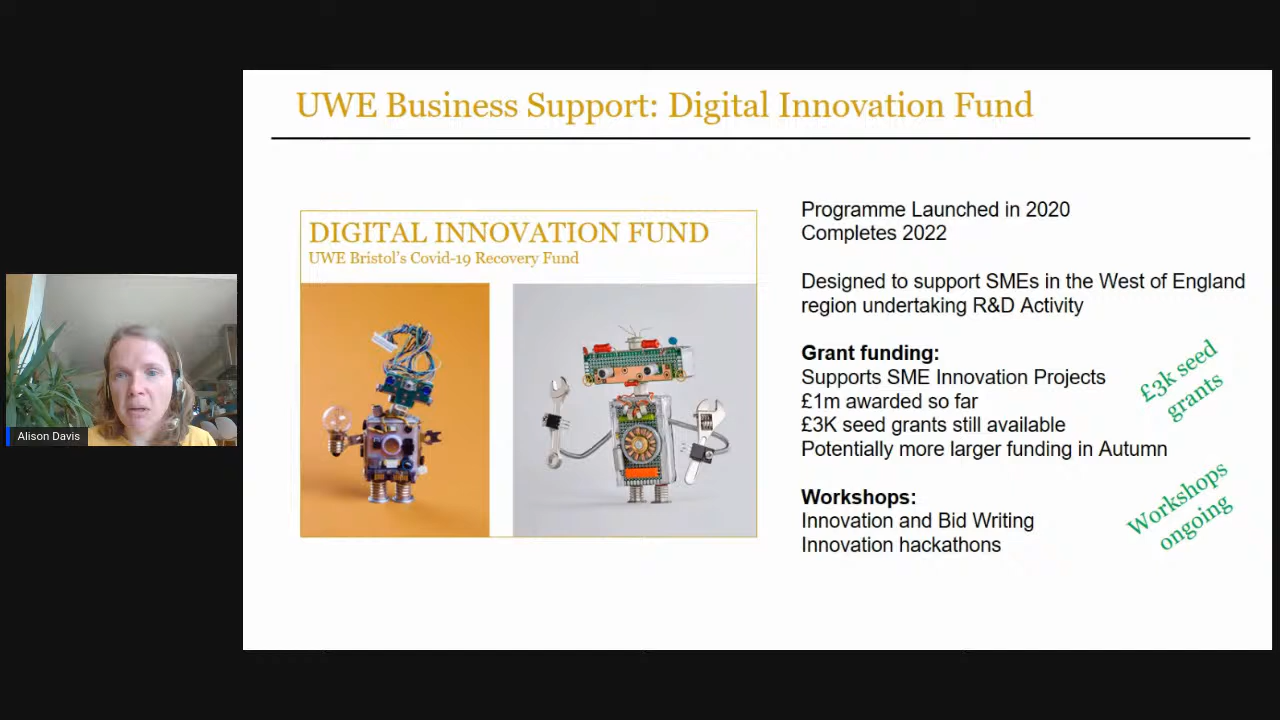 UWE Business Support: Digital Innovation Fund
DIGITAL INNOVATION FUND
UWE Bristol's Covid-19 Recovery Fund
Programme Launched in 2020
Completes 2022
Designed to support SMEs in the West of England
region undertaking R&D Activity
Grant funding:
Supports SME Innovation Projects
£1m awarded so far
£3K seed grants still available
Potentially more larger funding in Autumn
£3k seed
grants
Workshops:
Innovation and Bid Writing
Innovation hackathons
Workshops
ongoing
Alison Davis